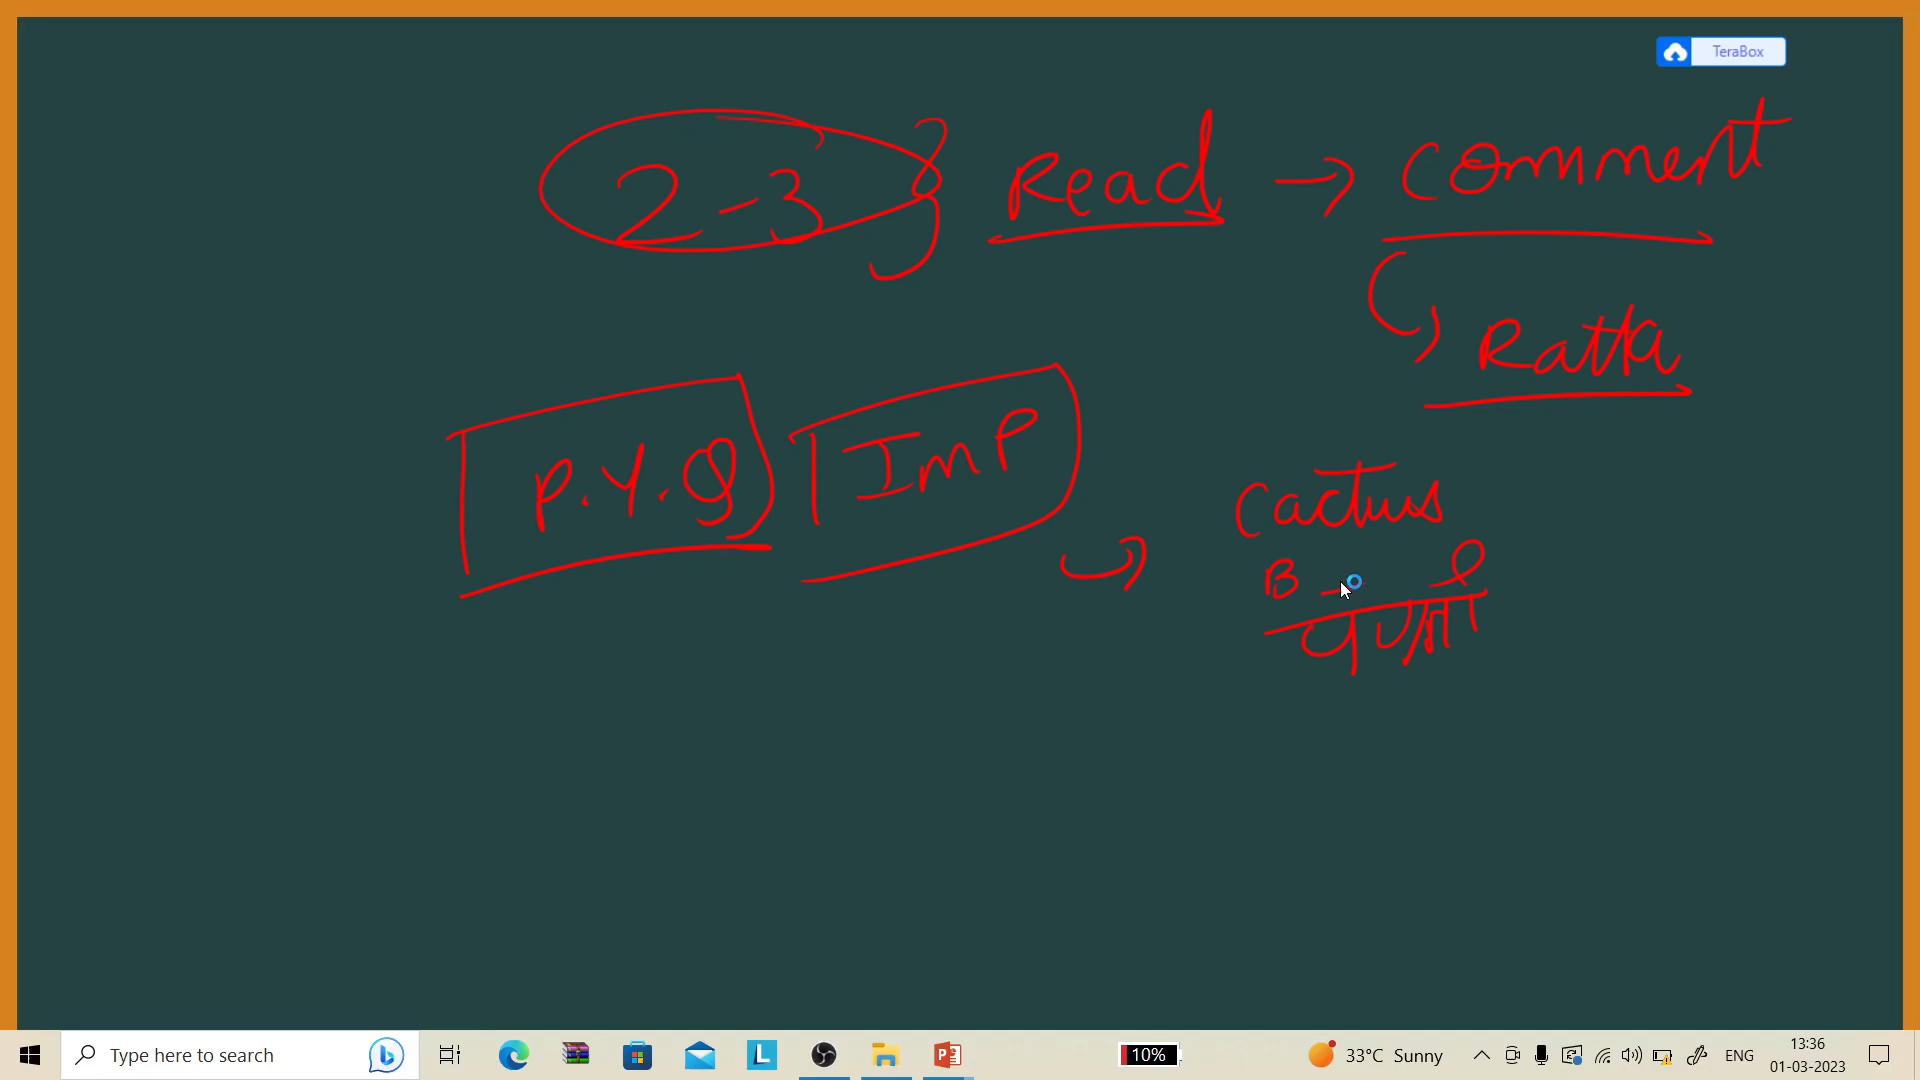 TeraBox
2-3 } Read → Comment
Ratta
P.Y.Q IMP
Cactus
B
Type here to search
10%
33°C Sunny
ENG
13:36
01-03-2023